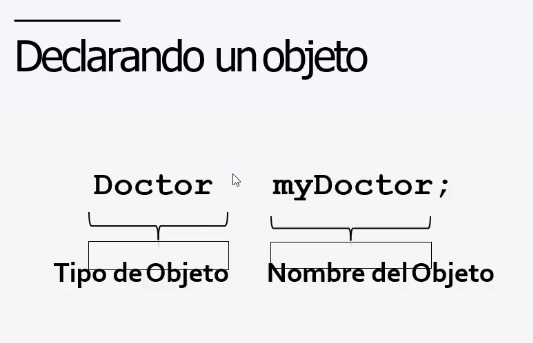 Declarando un objeto
Doctor myDoctor;
Tipo de Objeto Nombre del Objeto